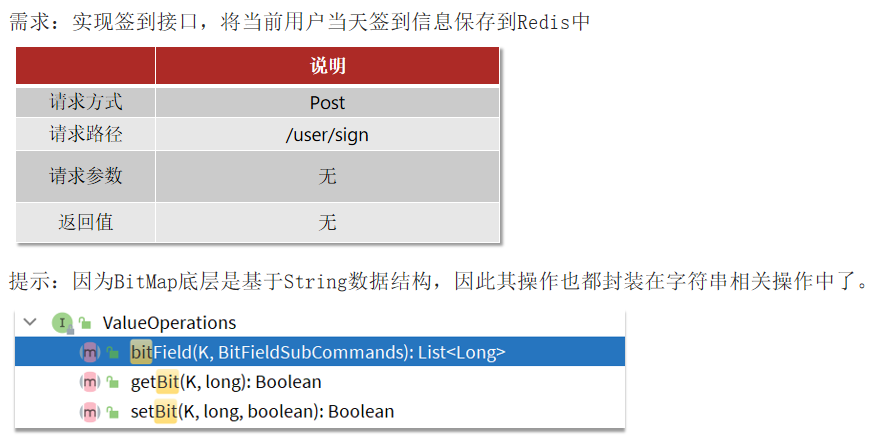 需求：实现签到接口，将当前用户当天签到信息保存到Redis中
说明
请求方式 Post
请求路径 /user/sign
请求参数 无
返回值 无
提示：因为BitMap底层是基于String数据结构，因此其操作也都封装在字符串相关操作中了。
I ValueOperations
m bitField(K, BitFieldSubCommands): List<Long>
m getBit(K, long): Boolean
m setBit(K, long, boolean): Boolean